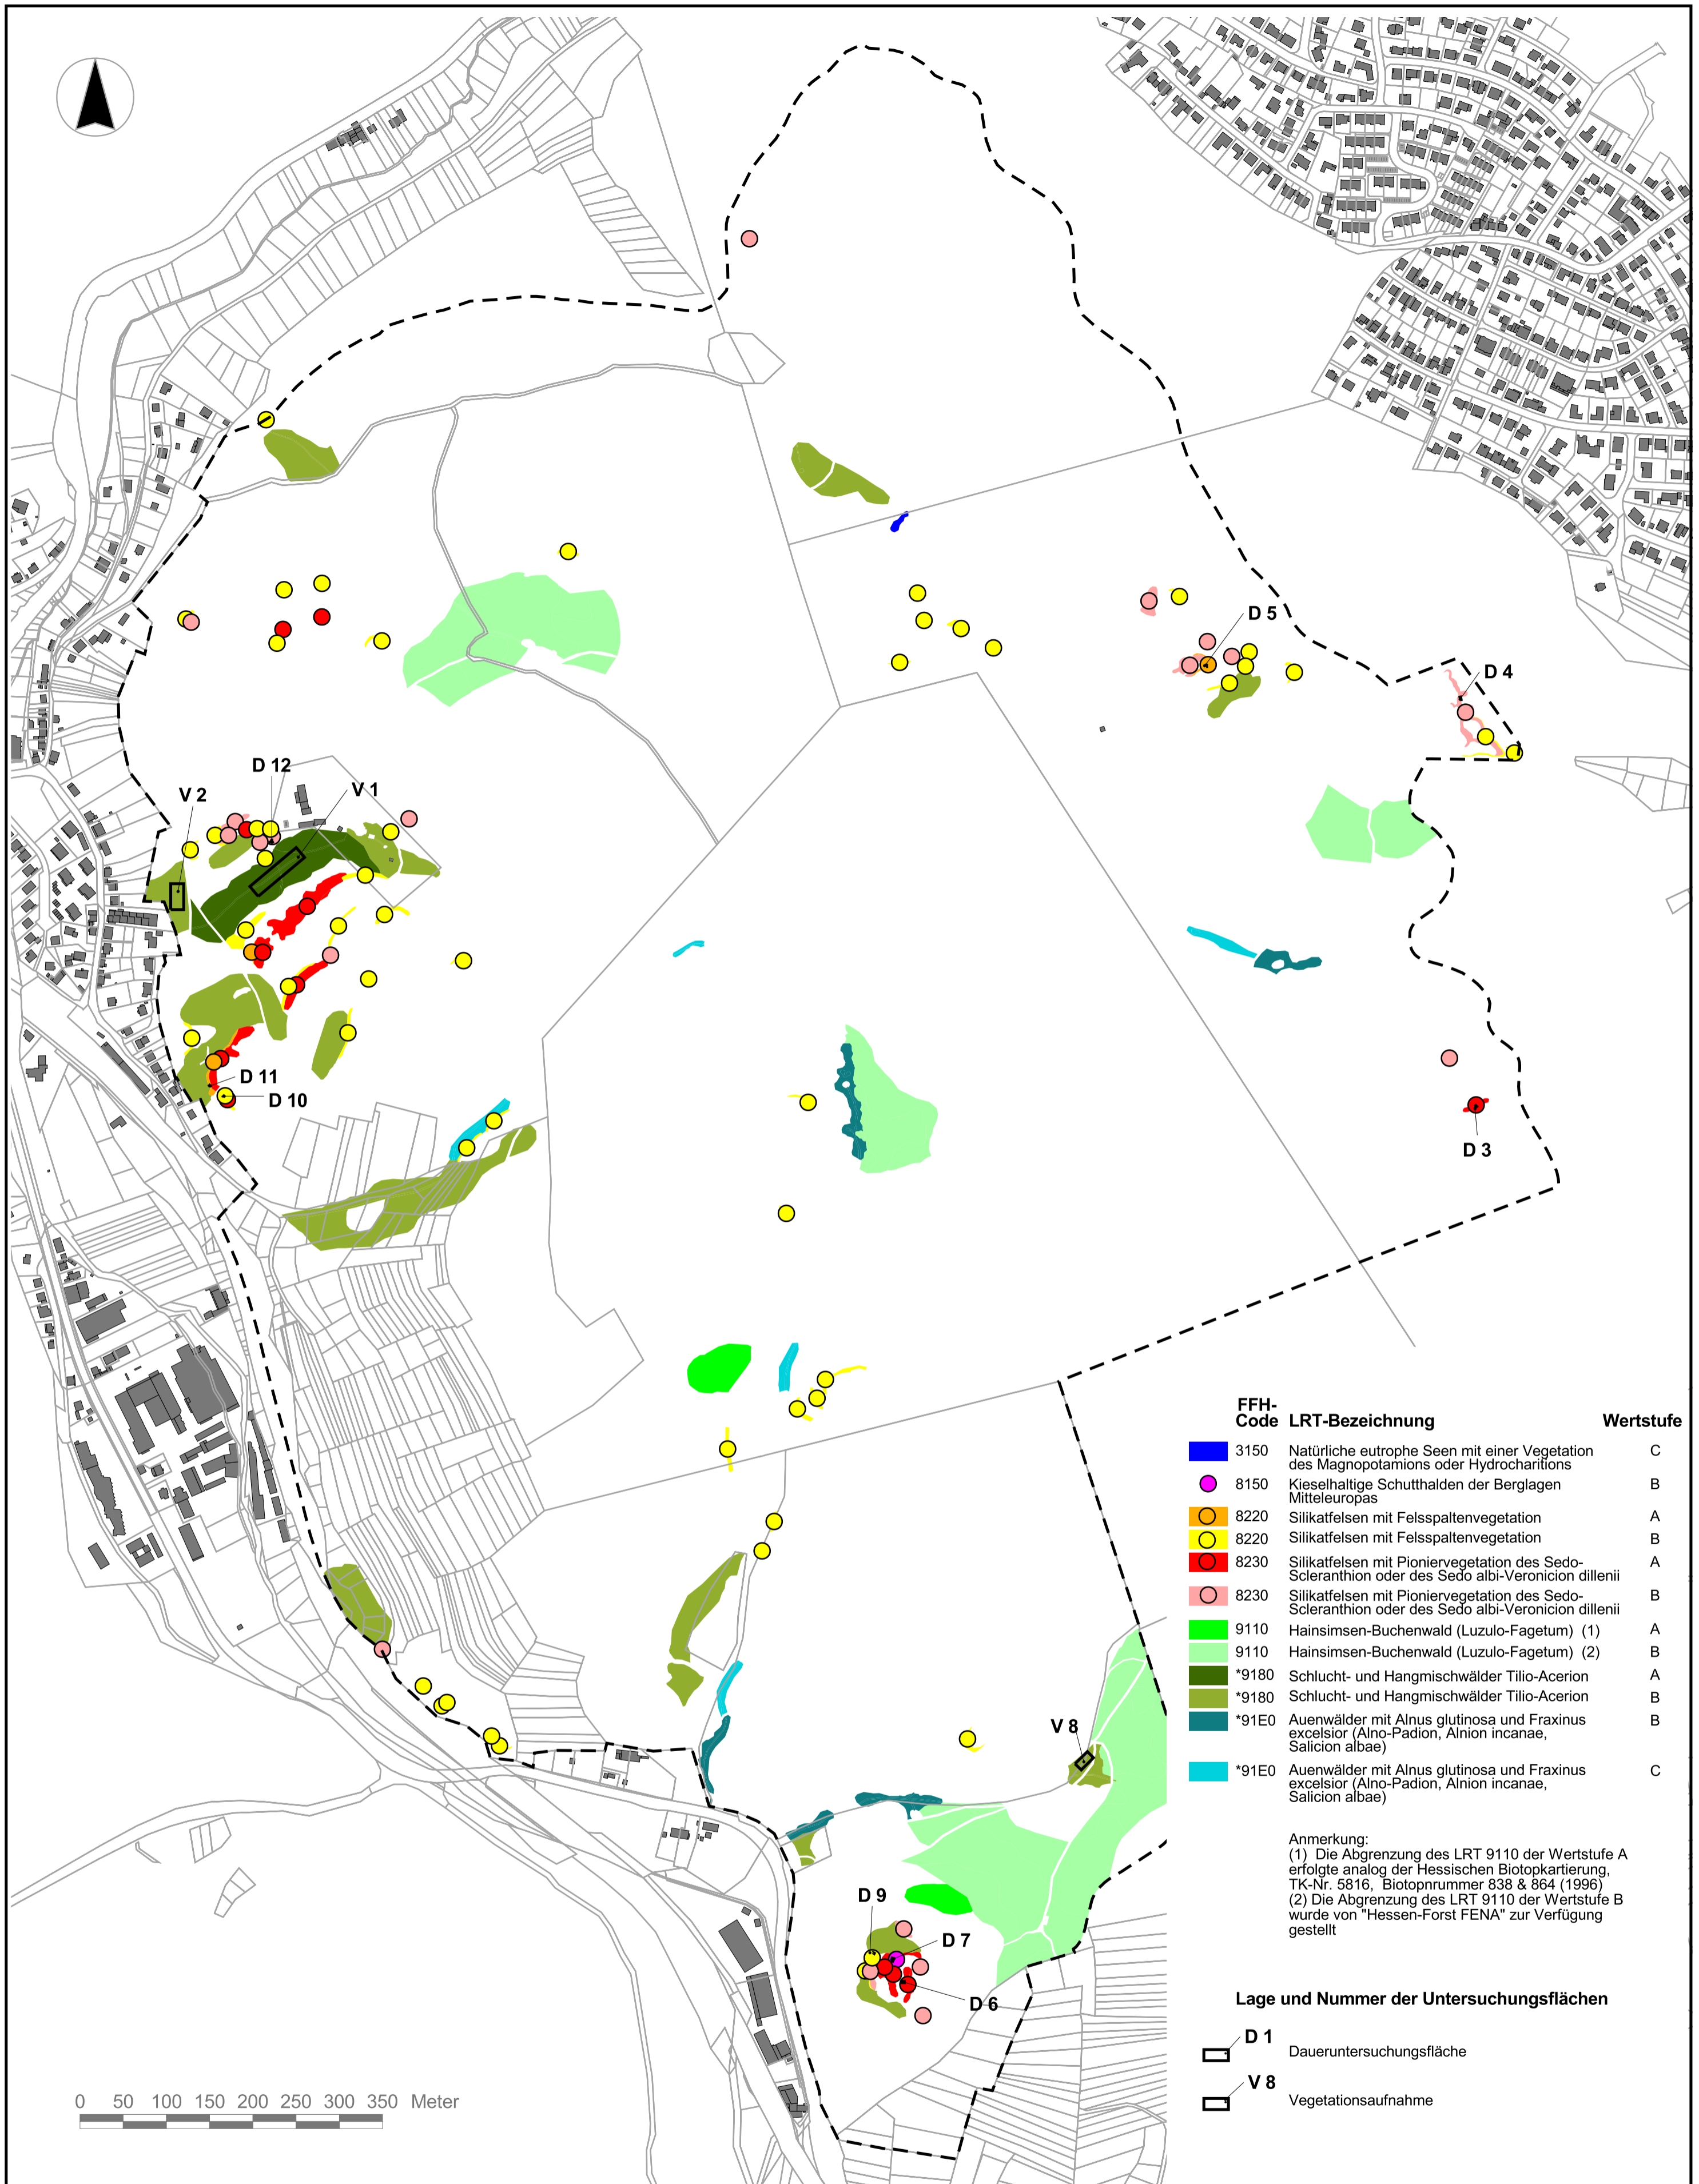 D 5
D 4
D 12
V 1
V 2
D 11
D 10
D 3
FFH-
Code LRT-Bezeichnung Wertstufe
3150 Natürliche eutrophe Seen mit einer Vegetation C
des Magnopotamions oder Hydrocharitions
8150 Kieselhaltige Schutthalden der Berglagen B
Mitteleuropas
8220 Silikatfelsen mit Felsspaltenvegetation A
8220 Silikatfelsen mit Felsspaltenvegetation B
8230 Silikatfelsen mit Pioniervegetation des Sedo- A
Scleranthion oder des Sedo albi-Veronicion dillenii
8230 Silikatfelsen mit Pioniervegetation des Sedo- B
Scleranthion oder des Sedo albi-Veronicion dillenii
9110 Hainsimsen-Buchenwald (Luzulo-Fagetum) (1) A
9110 Hainsimsen-Buchenwald (Luzulo-Fagetum) (2) B
*9180 Schlucht- und Hangmischwälder Tilio-Acerion A
*9180 Schlucht- und Hangmischwälder Tilio-Acerion B
*91E0 Auenwälder mit Alnus glutinosa und Fraxinus B
excelsior (Alno-Padion, Alnion incanae,
Salicion albae)
*91E0 Auenwälder mit Alnus glutinosa und Fraxinus C
excelsior (Alno-Padion, Alnion incanae,
Salicion albae)
V 8
Anmerkung:
(1) Die Abgrenzung des LRT 9110 der Wertstufe A
erfolgte analog der Hessischen Biotopkartierung,
TK-Nr. 5816, Biotopnrummer 838 & 864 (1996)
(2) Die Abgrenzung des LRT 9110 der Wertstufe B
wurde von "Hessen-Forst FENA" zur Verfügung
gestellt
D 9
D 7
D 6
Lage und Nummer der Untersuchungsflächen
D 1
Daueruntersuchungsfläche
V 8
Vegetationsaufnahme
0 50 100 150 200 250 300 350 Meter